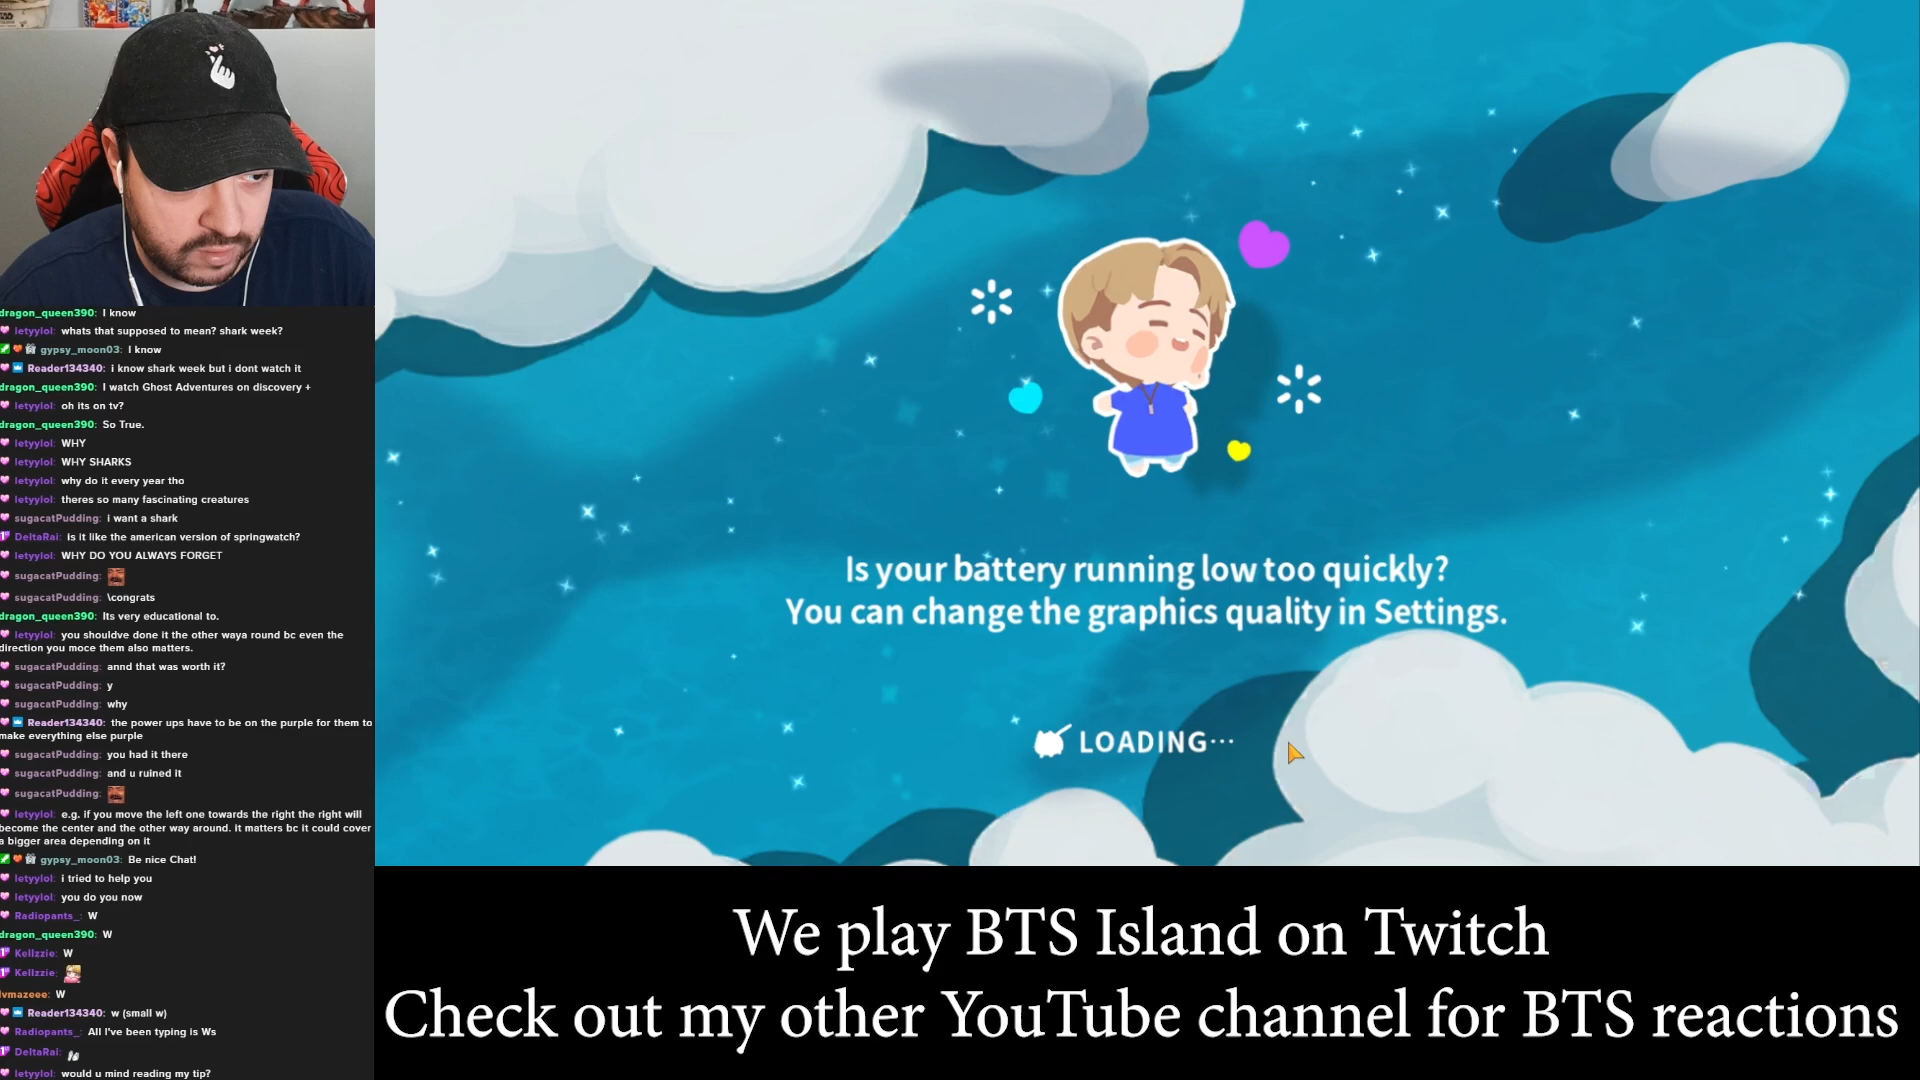 dragon_queen390: I know
letyylol: whats that supposed to mean? shark week?
gypsy_moon03: I know
Reader134340: i know shark week but i dont watch it
dragon_queen390: I watch Ghost Adventures on discovery +
letyylol: oh its on tv?
dragon_queen390: So True.
letyylol: WHY
letyylol: WHY SHARKS
letyylol: why do it every year tho
letyylol: theres so many fascinating creatures
sugacatPudding: i want a shark
DeltaRai: is it like the american version of springwatch?
letyylol: WHY DO YOU ALWAYS FORGET
sugacatPudding:
sugacatPudding: \congrats
dragon_queen390: Its very educational to.
letyylol: you shouldve done it the other waya round bc even the
direction you moce them also matters.
sugacatPudding: annd that was worth it?
sugacatPudding: y
sugacatPudding: why
Reader134340: the power ups have to be on the purple for them to
make everything else purple
sugacatPudding: you had it there
sugacatPudding: and u ruined it
sugacatPudding:
letyylol: e.g. if you move the left one towards the right the right will
become the center and the other way around. it matters bc it could cover
a bigger area depending on it
gypsy_moon03: Be nice Chat!
letyylol: i tried to help you
letyylol: you do you now
Radiopants_: W
dragon_queen390: W
Kellzzie: W
Kellzzie:
lvmazeee: W
Reader134340: w (small w)
Radiopants_: All I've been typing is Ws
DeltaRai:
letyylol: would u mind reading my tip?
Is your battery running low too quickly?
You can change the graphics quality in Settings.
LOADING...
We play BTS Island on Twitch
Check out my other YouTube channel for BTS reactions